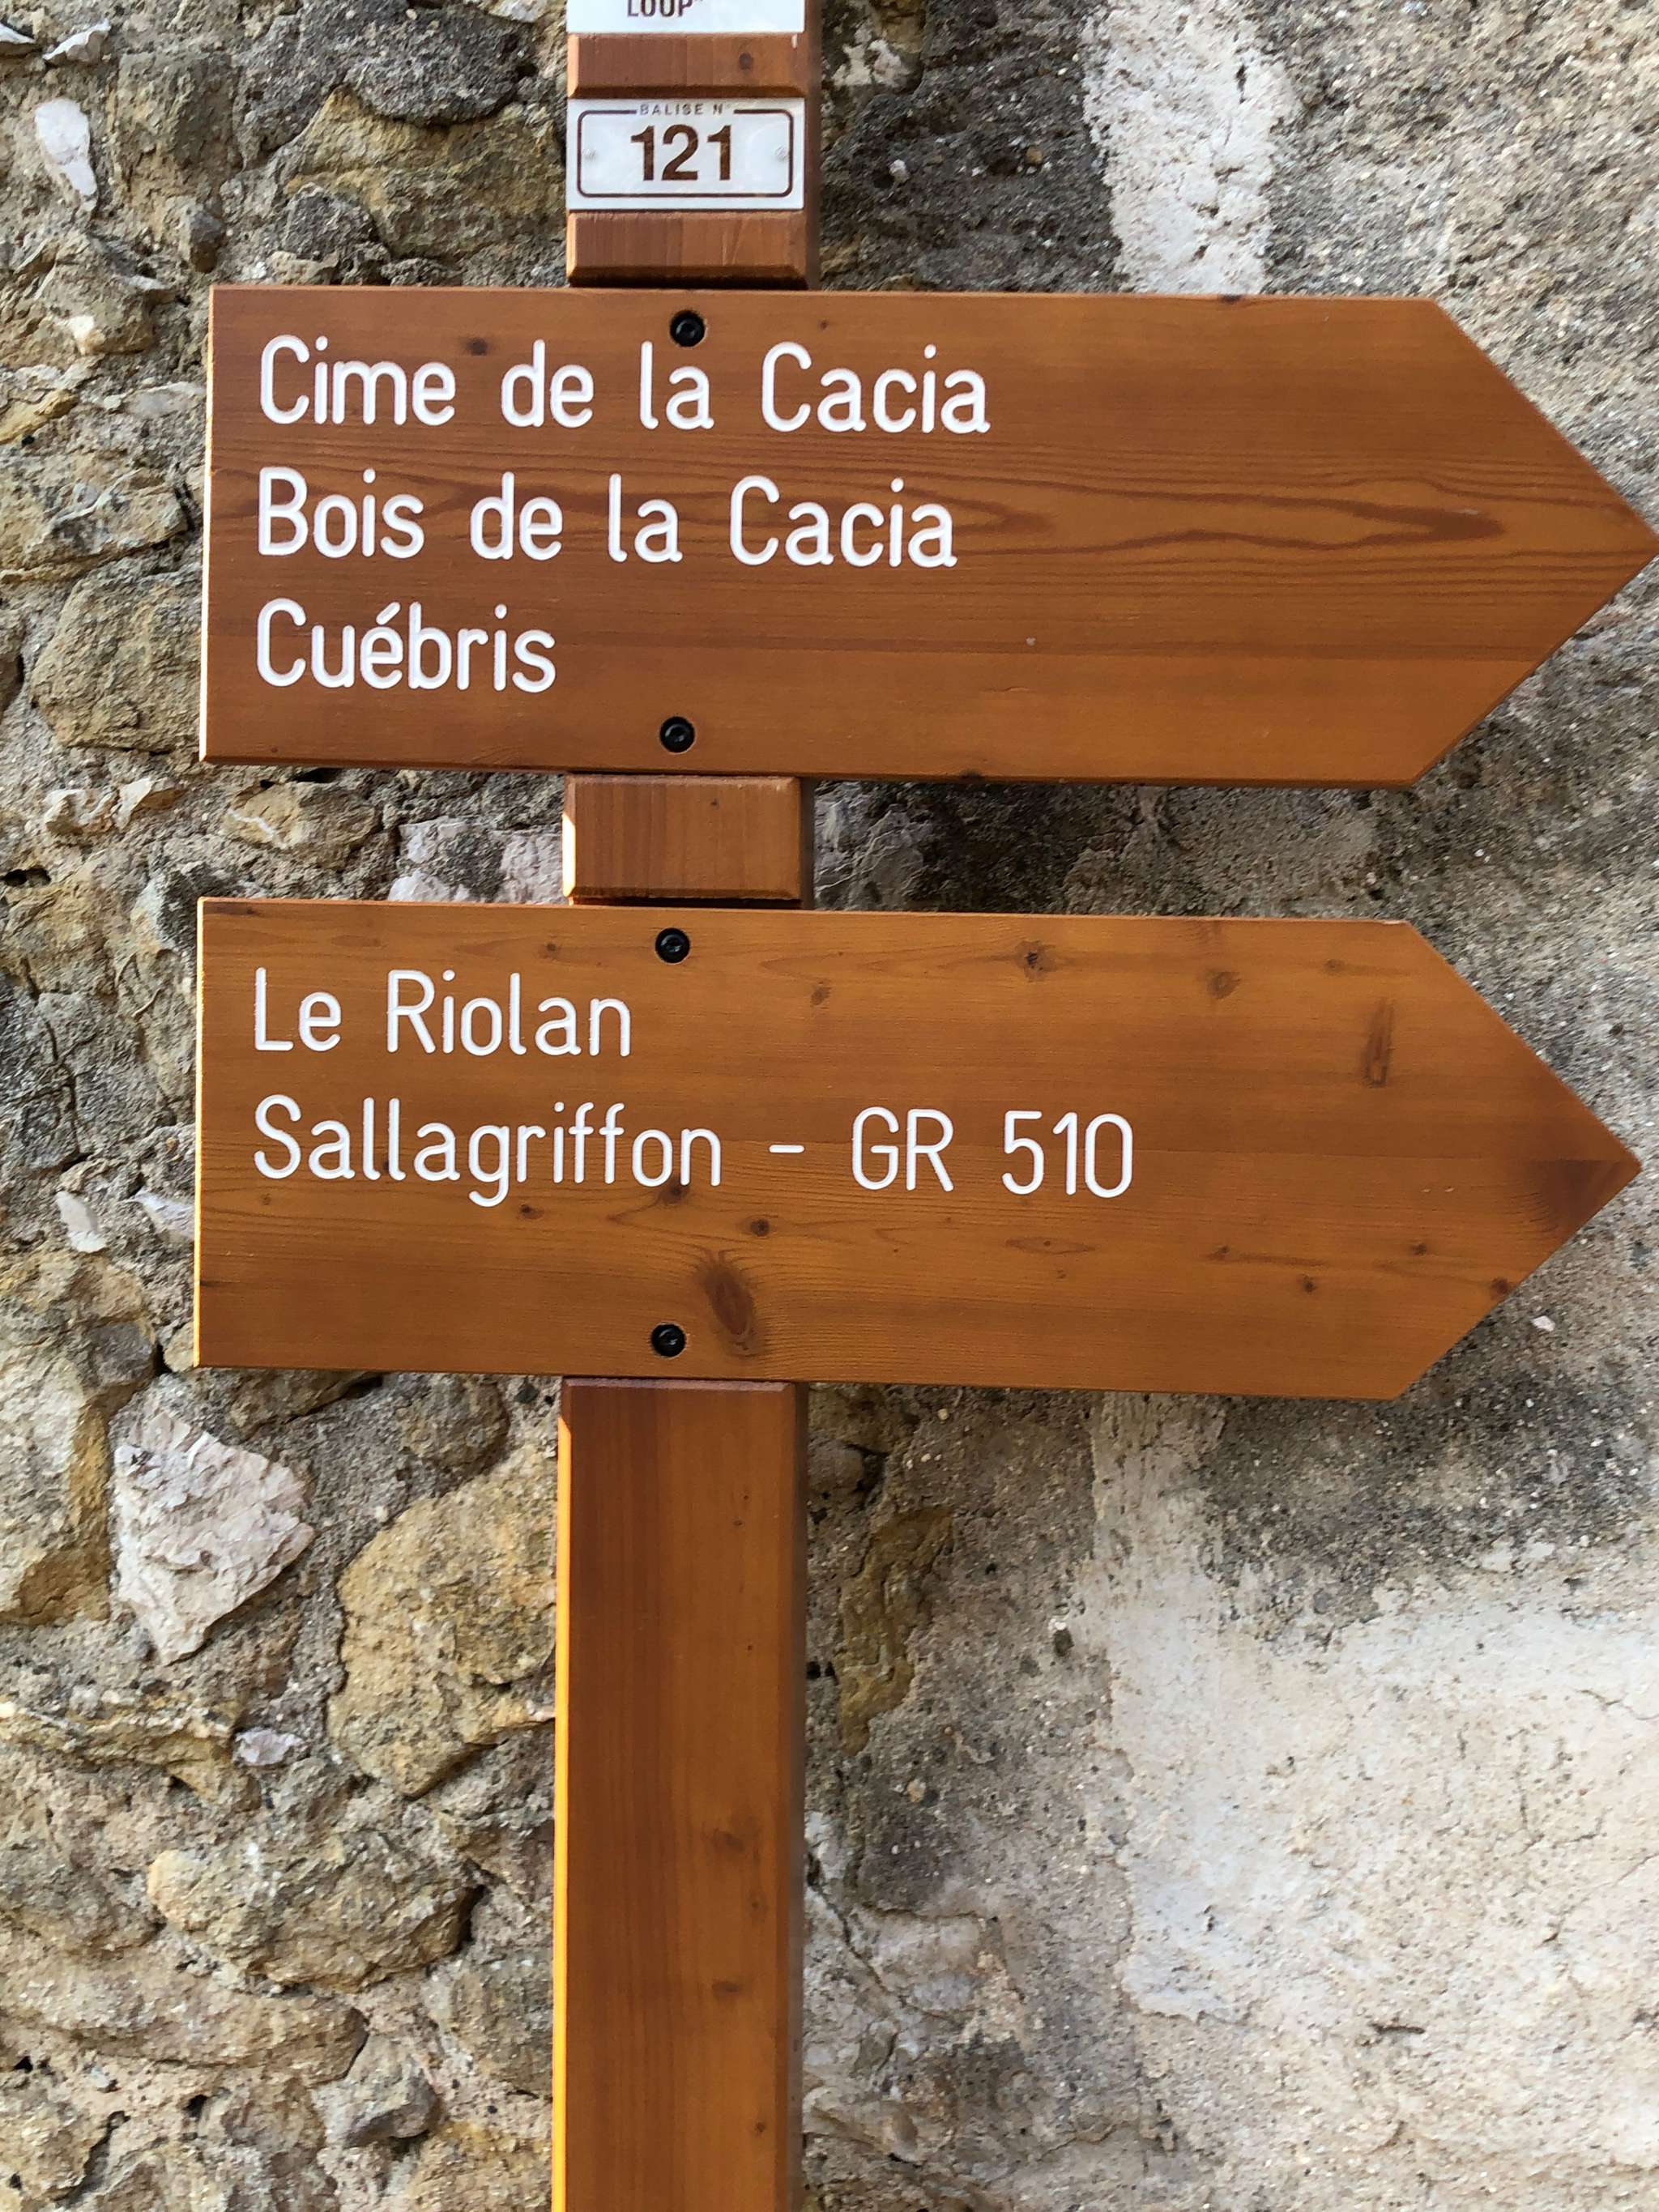 LOUP"
BALISE N°
121
Cime de la Cacia
Bois de la Cacia
Cuébris
Le Riolan
Sallagriffon - GR 510